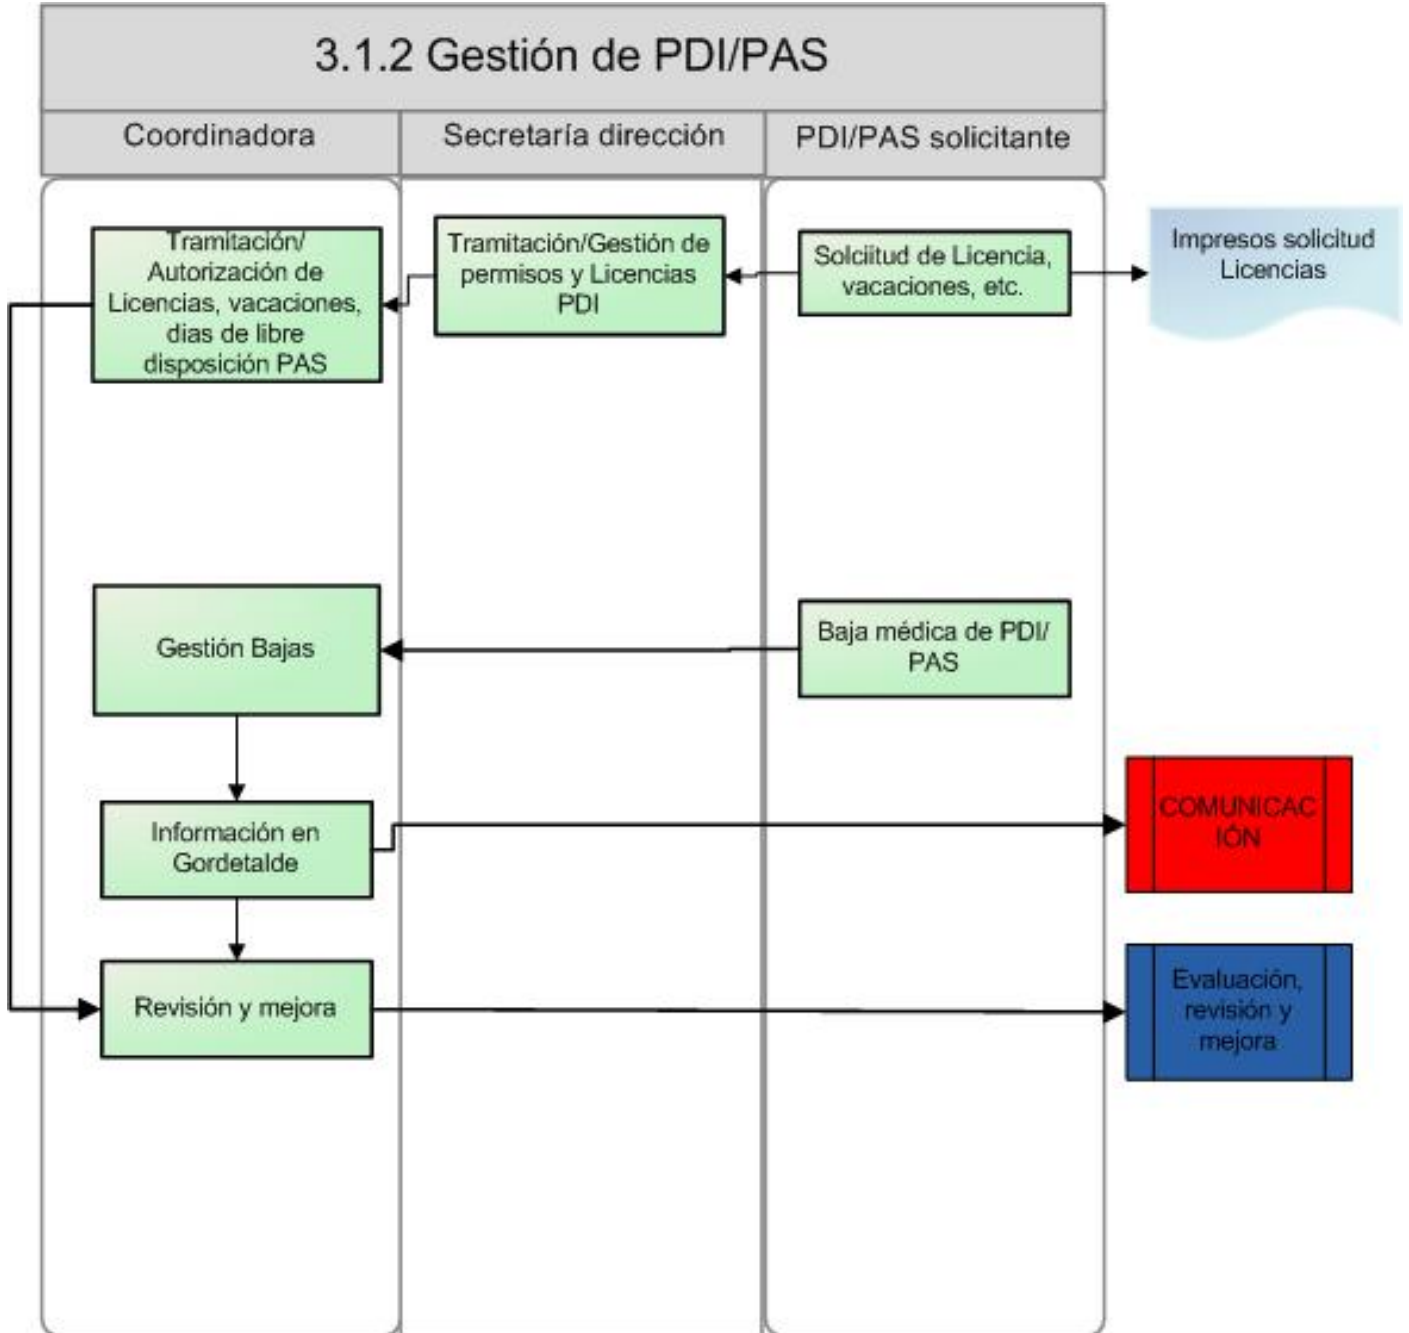 3.1.2 Gestión de PDI/PAS
Coordinadora
Secretaría dirección
PDI/PAS solicitante
Tramitación/
Autorización de
Licencias, vacaciones,
dias de libre
disposición PAS
Tramitación/Gestión de
permisos y Licencias
PDI
Solciitud de Licencia,
vacaciones, etc.
Impresos solicitud
Licencias
Gestión Bajas
Baja médica de PDI/
PAS
Información en
Gordetalde
COMUNICAC
IÓN
Revisión y mejora
Evaluación,
revisión y
mejora